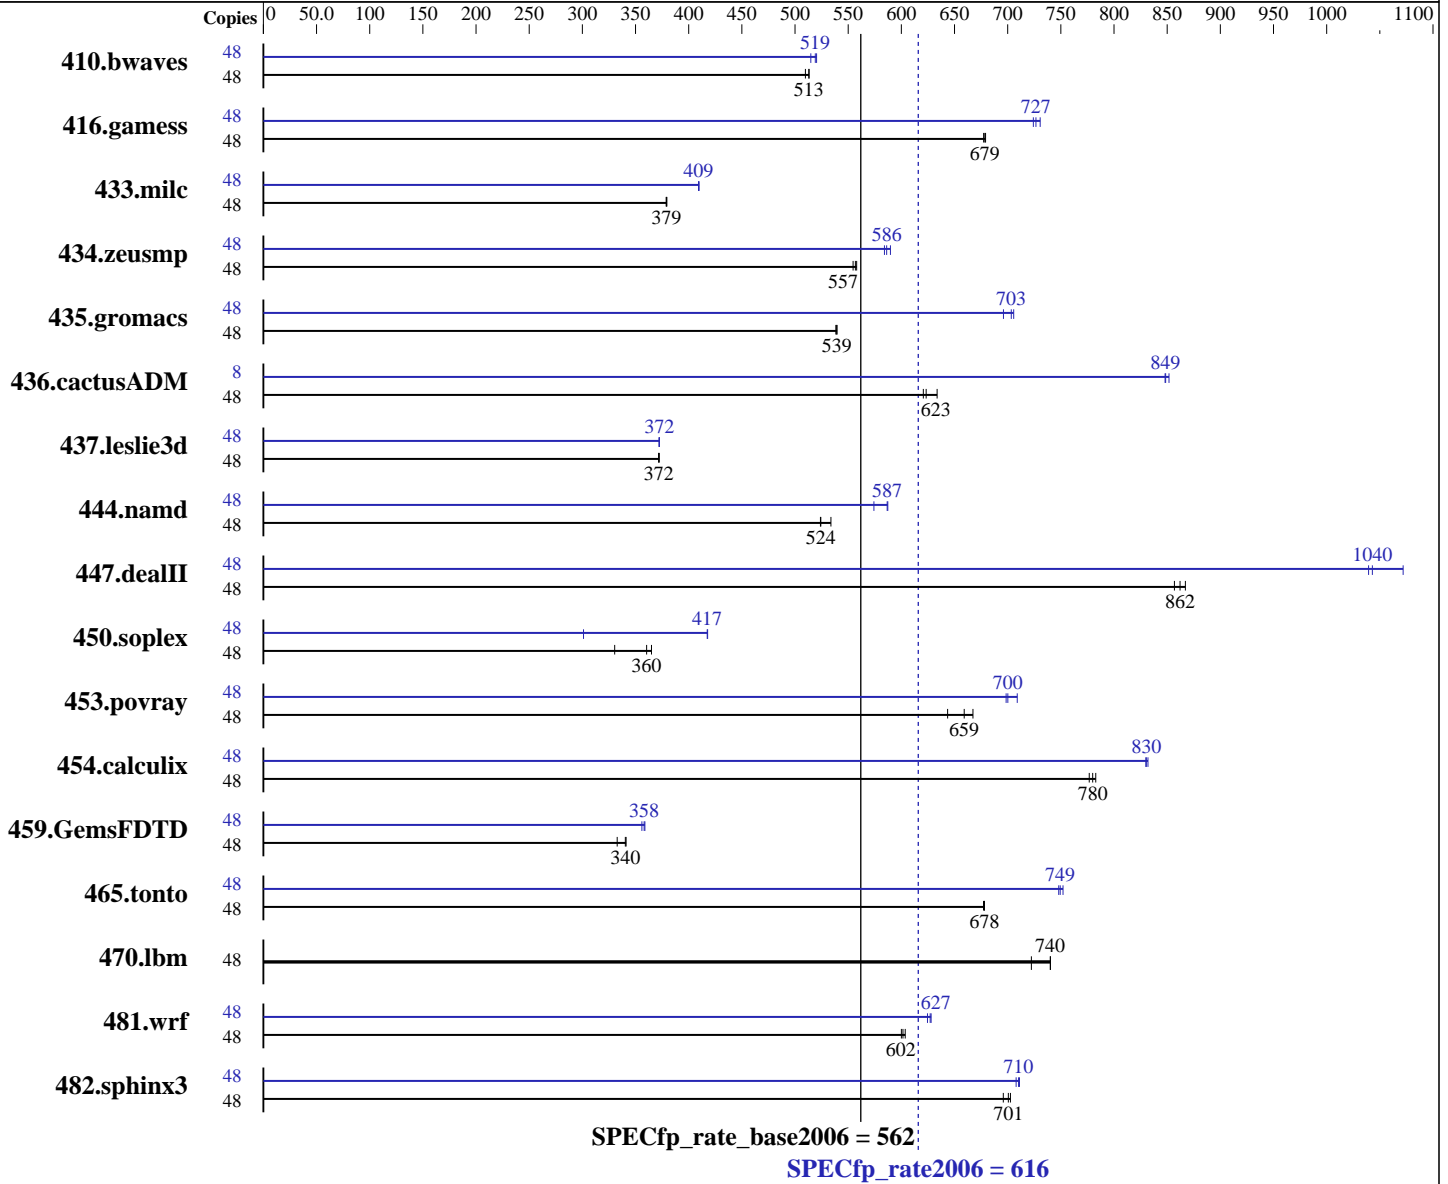 Copies 0 50.0 100 150 200 250 300 350 400 450 500 550 600 650 700 750 800 850 900 950 1000 1100
410.bwaves 48 519
48 513
416.gamess 48 727
48 679
433.milc 48 409
48 379
434.zeusmp 48 586
48 557
435.gromacs 48 703
48 539
436.cactusADM 8 849
48 623
437.leslie3d 48 372
48 372
444.namd 48 587
48 524
447.dealII 48 1040
48 862
450.soplex 48 417
48 360
453.povray 48 700
48 659
454.calculix 48 830
48 780
459.GemsFDTD 48 358
48 340
465.tonto 48 749
48 678
470.lbm 48 740
481.wrf 48 627
48 602
482.sphinx3 48 710
48 701
SPECfp_rate_base2006 = 562
SPECfp_rate2006 = 616